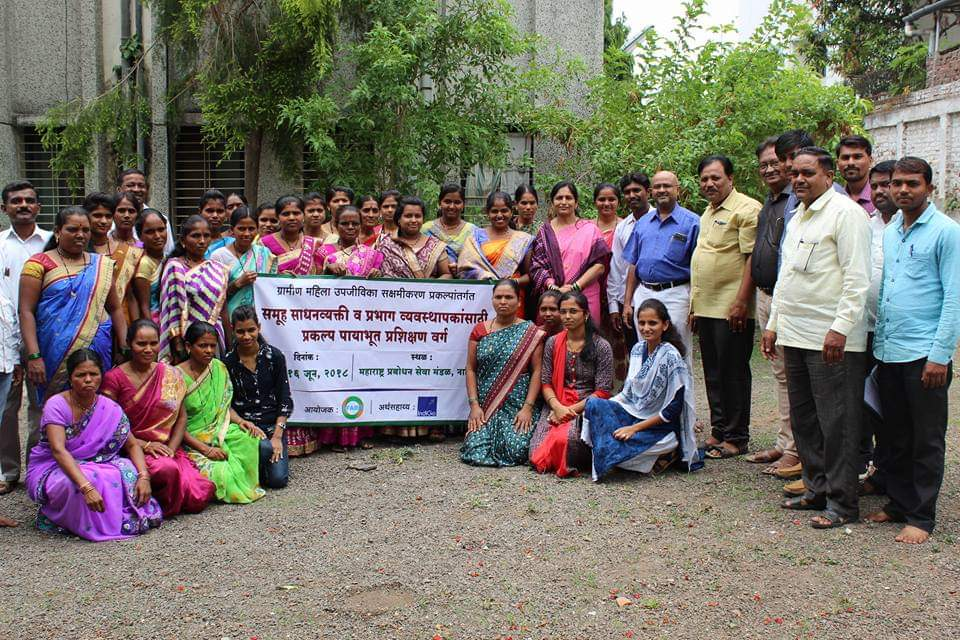 ग्रामीण महिला उपजीविका सक्षमीकरण प्रकल्पांतर्गत
समूह साधनव्यक्ती व प्रभाग व्यवस्थापकांसाठी
प्रकल्प पायाभूत प्रशिक्षण वर्ग
दिनांक : स्थळ :
१६ जून, २०१८ महाराष्ट्र प्रबोधन सेवा मंडळ,
आयोजक : अर्थसहाय्य : IndiGo